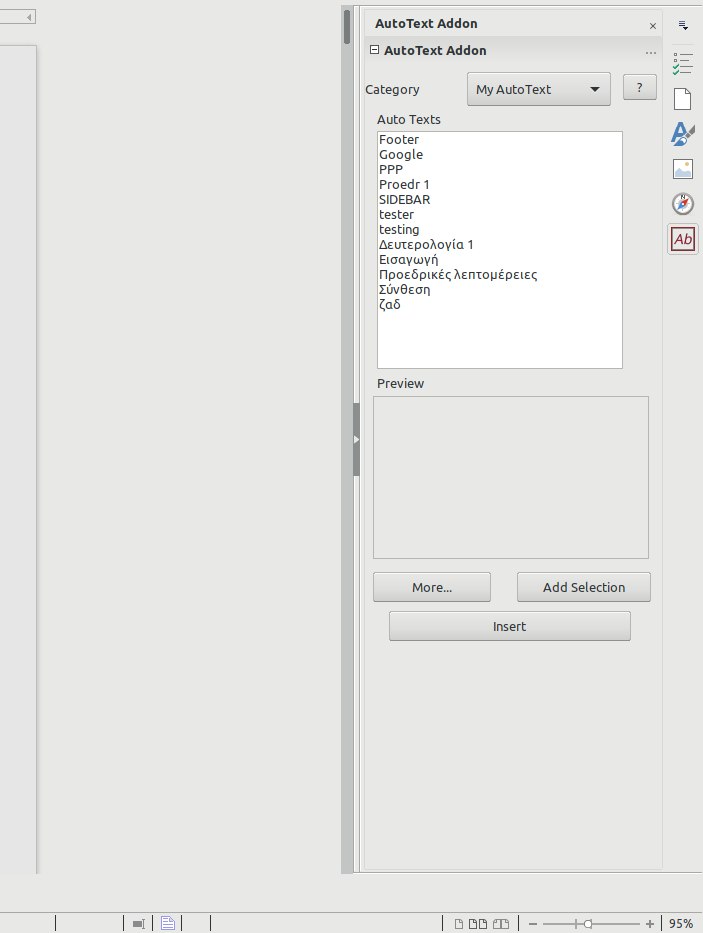 AutoText Addon
AutoText Addon
Category
My AutoText
?
Auto Texts
Footer
Google
PPP
Proedr 1
SIDEBAR
tester
testing
Δευτερολογία 1
Εισαγωγή
Προεδρικές λεπτομέρειες
Σύνθεση
ζαδ
Preview
More...
Add Selection
Insert
Ab
95%